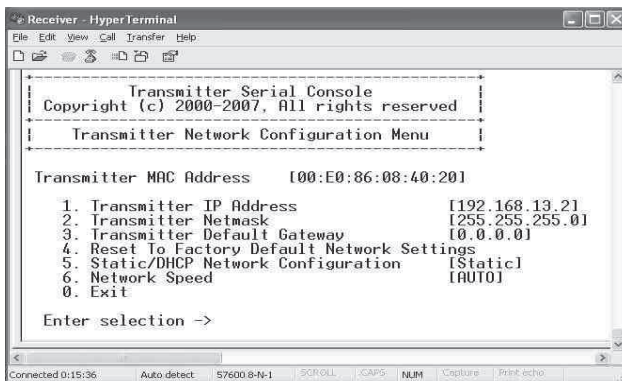 Receiver - HyperTerminal
File Edit View Call Transfer Help
Transmitter Serial Console
Copyright (c) 2000-2007, All rights reserved
Transmitter Network Configuration Menu
Transmitter MAC Address [00:E0:86:08:40:20]
1. Transmitter IP Address [192.168.13.2]
2. Transmitter Netmask [255.255.255.0]
3. Transmitter Default Gateway [0.0.0.0]
4. Reset To Factory Default Network Settings
5. Static/DHCP Network Configuration [Static]
6. Network Speed [AUTO]
0. Exit
Enter selection ->
Connected 0:15:36 Auto detect 57600 8-N-1 SCROLL CAPS NUM Capture Print echo